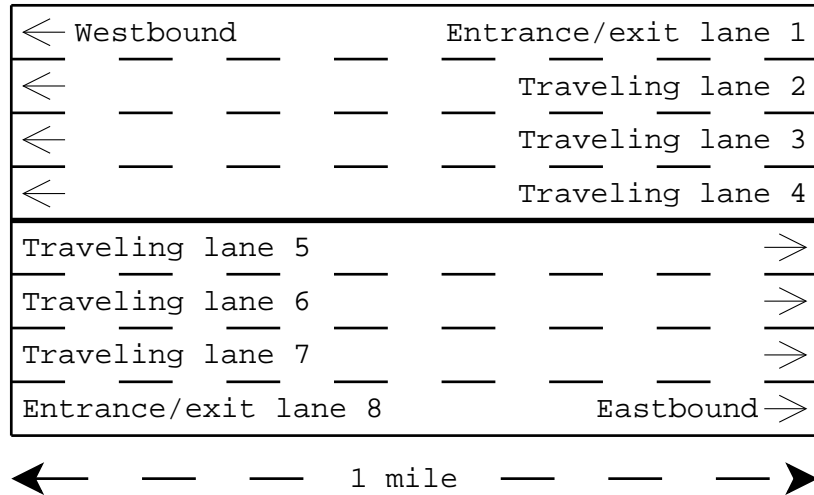 Westbound Entrance/exit lane 1
Traveling lane 2
Traveling lane 3
Traveling lane 4
Traveling lane 5
Traveling lane 6
Traveling lane 7
Entrance/exit lane 8 Eastbound
1 mile